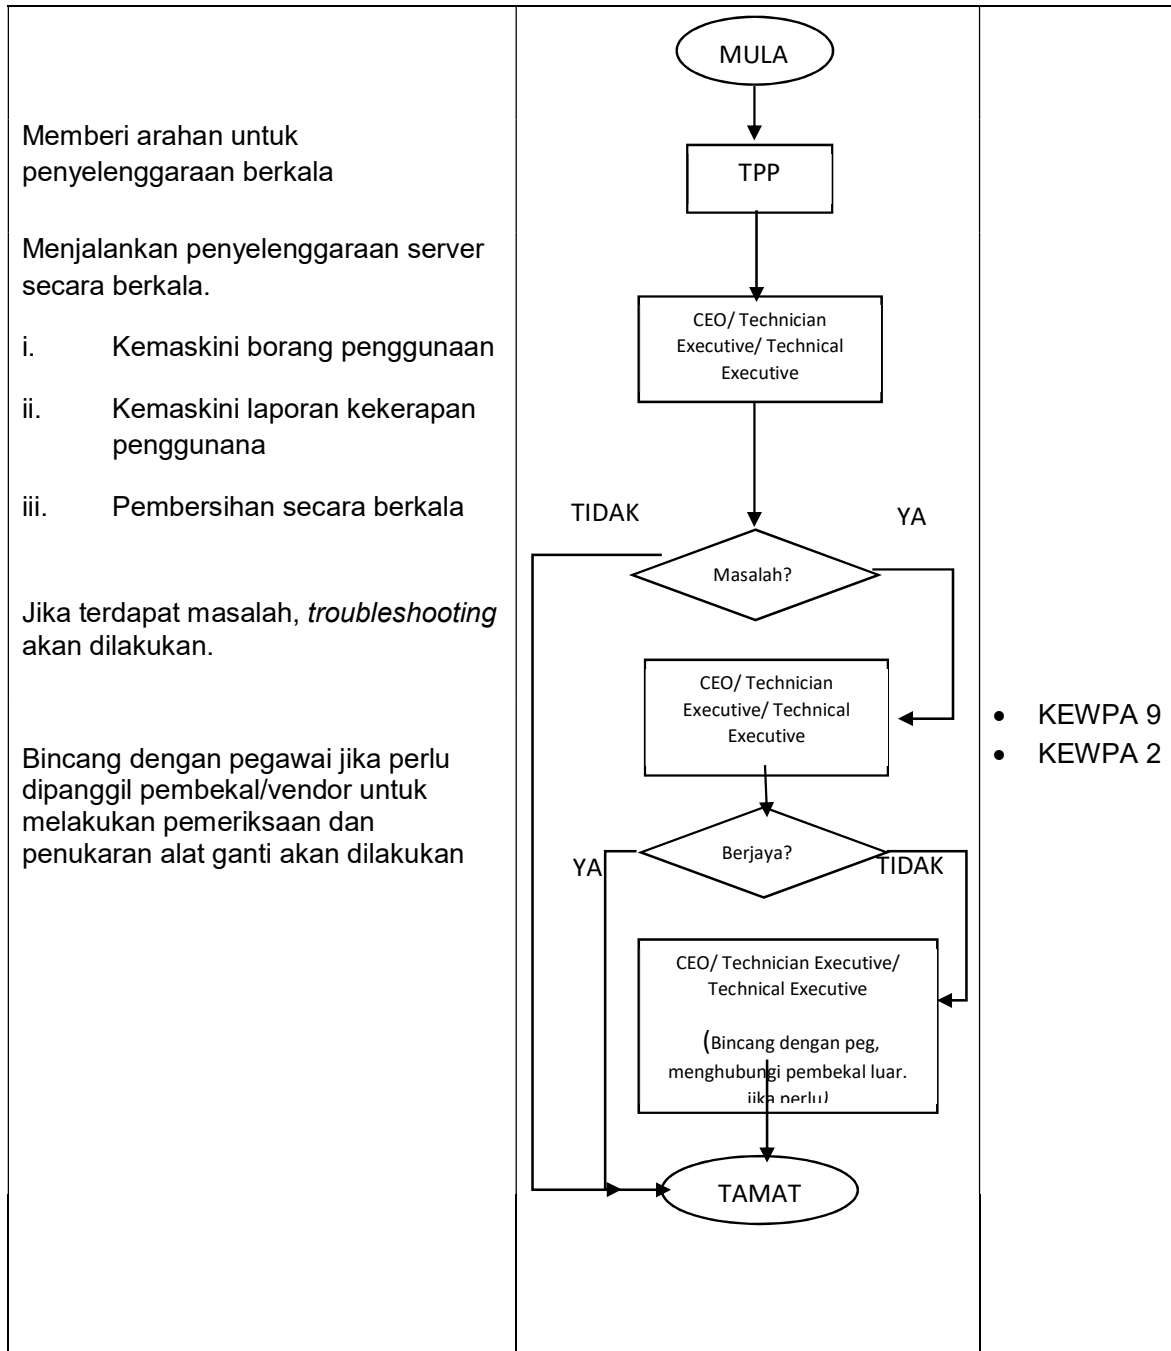 Memberi arahan untuk
penyelenggaraan berkala
Menjalankan penyelenggaraan server
secara berkala.
i. Kemaskini borang penggunaan
ii. Kemaskini laporan kekerapan
penggunana
iii. Pembersihan secara berkala
Jika terdapat masalah, troubleshooting
akan dilakukan.
Bincang dengan pegawai jika perlu
dipanggil pembekal/vendor untuk
melakukan pemeriksaan dan
penukaran alat ganti akan dilakukan
MULA
TPP
CEO/ Technician
Executive/ Technical
Executive
TIDAK
YA
Masalah?
CEO/ Technician
Executive/ Technical
Executive
Berjaya?
YA
TIDAK
CEO/ Technician Executive/
Technical Executive
(Bincang dengan peg,
menghubungi pembekal luar.
jika perlu)
TAMAT
• KEWPA 9
• KEWPA 2